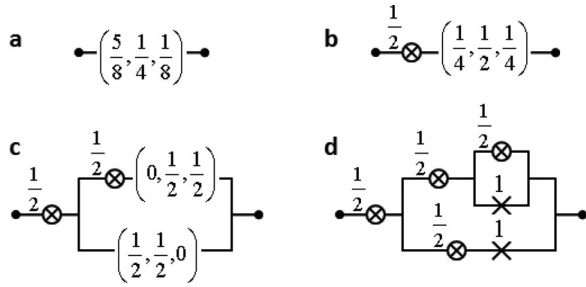 a (5/8, 1/4, 1/8)
b 1/2 (1/4, 1/2, 1/4)
c 1/2 1/2 (0, 1/2, 1/2)
(1/2, 1/2, 0)
d 1/2 1/2 1/2
1
1/2 1